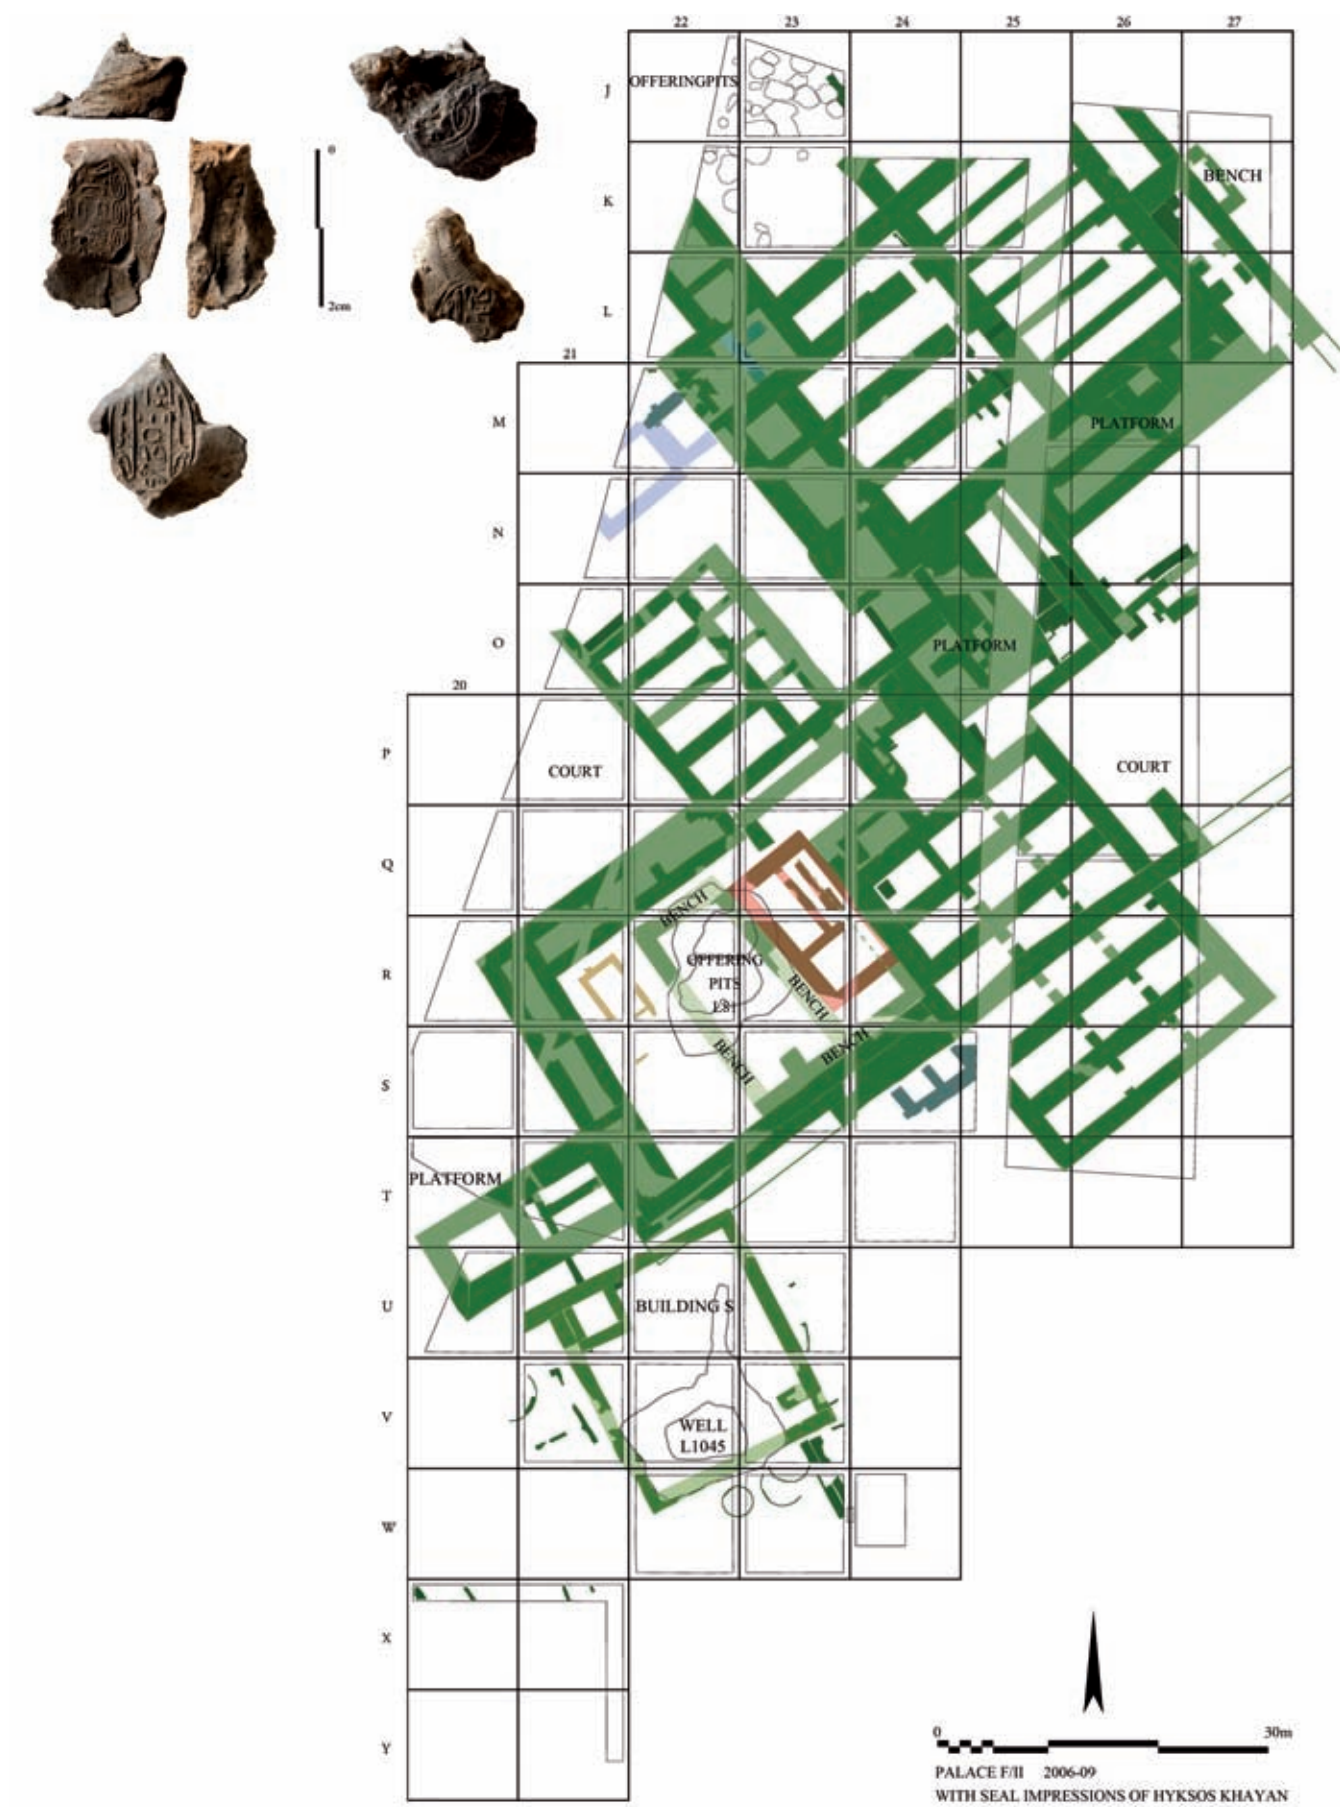 22 23 24 25 26 27
0
2cm
J OFFERINGPITS
K BENCH
L
21
M PLATFORM
N
O PLATFORM
20
P COURT COURT
Q
BENCH
R OFFERING
PITS
BENCH
BENCH
S BENCH
T PLATFORM
U BUILDING S
V WELL
L1045
W
X
Y
0 30m
PALACE F/II 2006-09
WITH SEAL IMPRESSIONS OF HYKSOS KHAYAN